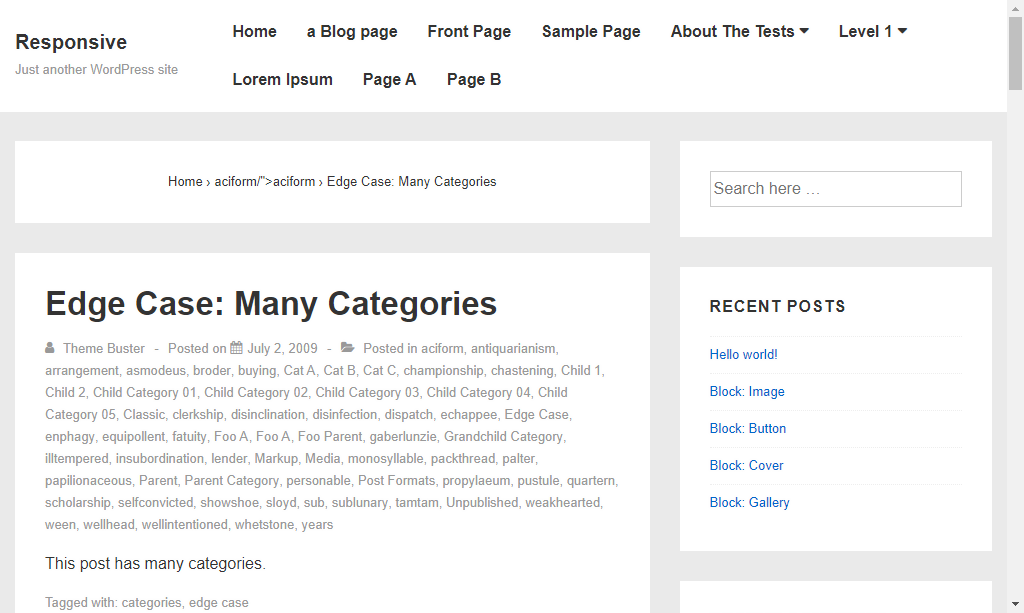 Responsive
Just another WordPress site
Home a Blog page Front Page Sample Page About The Tests Level 1
Lorem Ipsum Page A Page B
Home › aciform/">aciform › Edge Case: Many Categories
Edge Case: Many Categories
Theme Buster - Posted on July 2, 2009 - Posted in aciform, antiquarianism,
arrangement, asmodeus, broder, buying, Cat A, Cat B, Cat C, championship, chastening, Child 1,
Child 2, Child Category 01, Child Category 02, Child Category 03, Child Category 04, Child
Category 05, Classic, clerkship, disinclination, disinfection, dispatch, echappee, Edge Case,
enphagy, equipollent, fatuity, Foo A, Foo A, Foo Parent, gaberlunzie, Grandchild Category,
illtempered, insubordination, lender, Markup, Media, monosyllable, packthread, palter,
papilionaceous, Parent, Parent Category, personable, Post Formats, propylaeum, pustule, quartern,
scholarship, selfconvicted, showshoe, sloyd, sub, sublunary, tamtam, Unpublished, weakhearted,
ween, wellhead, wellintentioned, whetstone, years
This post has many categories.
Tagged with: categories, edge case
Search here …
RECENT POSTS
Hello world!
Block: Image
Block: Button
Block: Cover
Block: Gallery